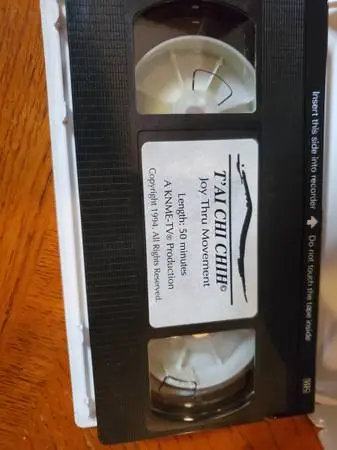 T'AI CHI CHIH©
Joy Thru Movement
Length: 50 minutes
A KNME-TV® Production
Copyright 1994. All Rights Reserved.
Insert this side into recorder Do not touch the tape inside
VHS